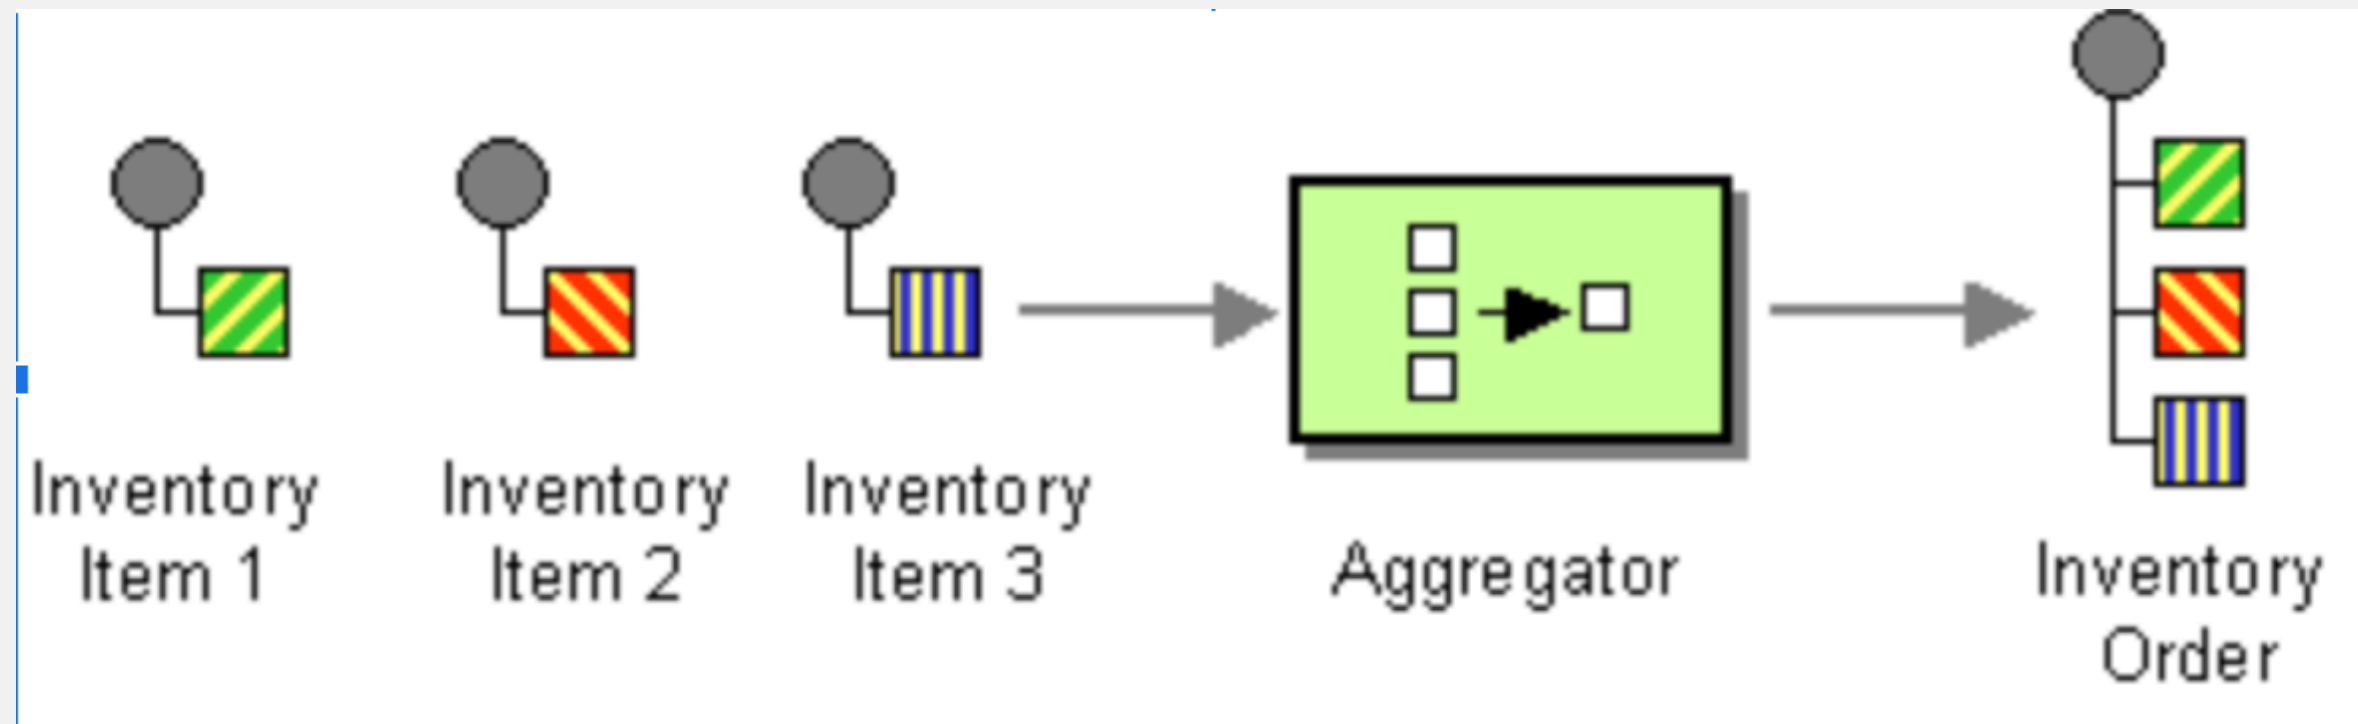 Inventory
Item 1
Inventory
Item 2
Inventory
Item 3
Aggregator
Inventory
Order